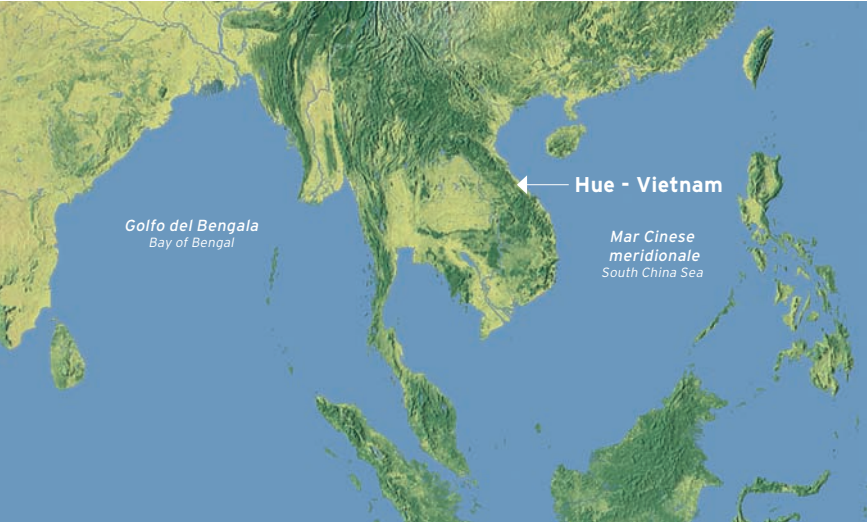 Hue - Vietnam
Golfo del Bengala
Bay of Bengal
Mar Cinese
meridionale
South China Sea